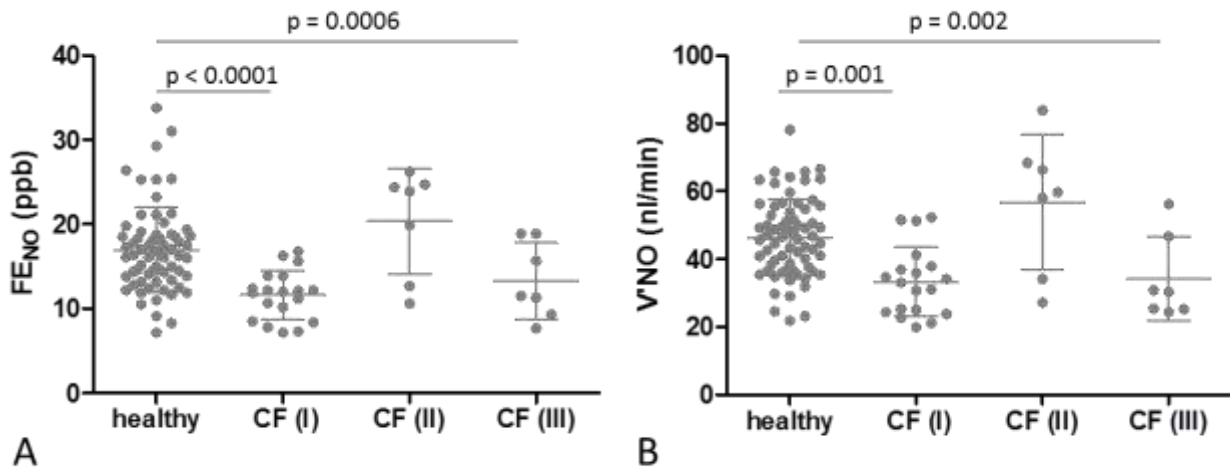 p = 0.0006
p < 0.0001
FE_NO (ppb)
40
30
20
10
0
healthy CF (I) CF (II) CF (III)
A
p = 0.002
p = 0.001
V'NO (nl/min)
100
80
60
40
20
0
healthy CF (I) CF (II) CF (III)
B